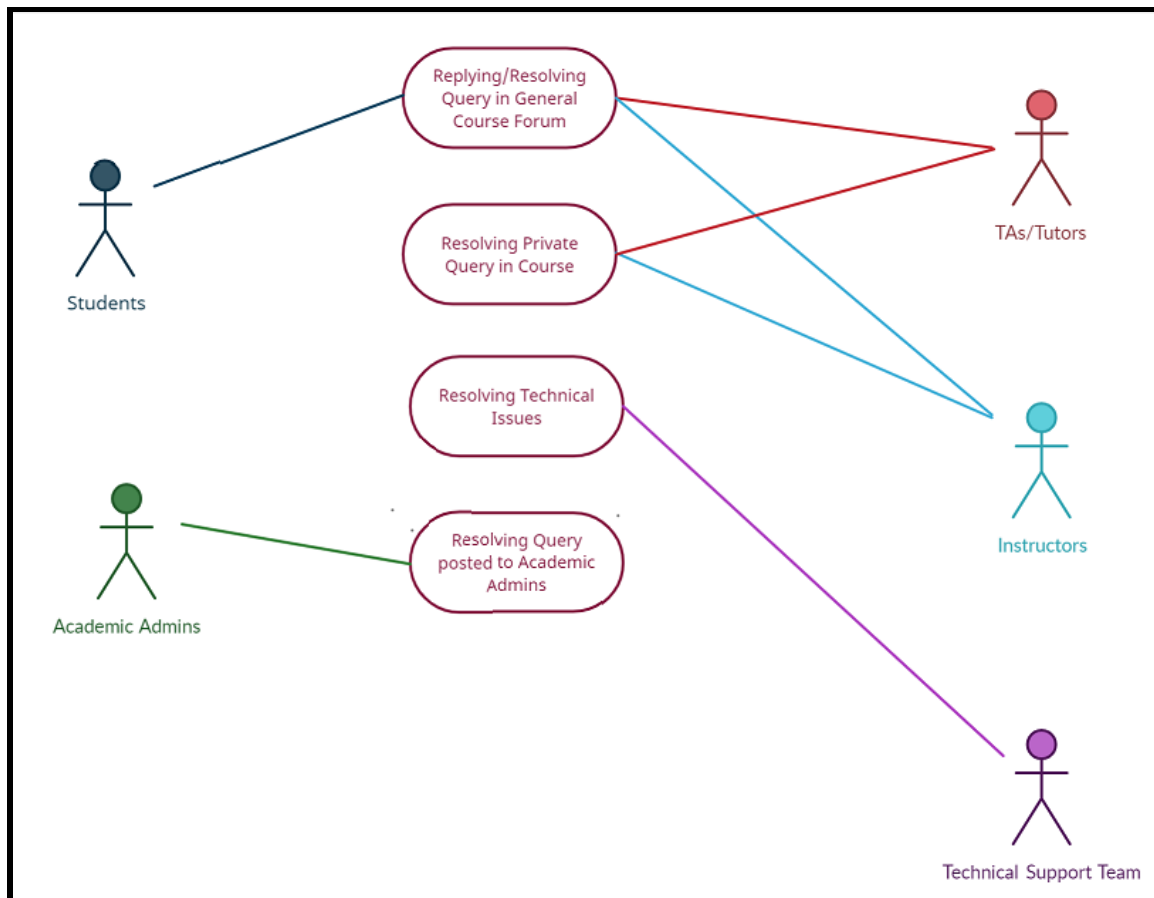 Replying/Resolving
Query in General
Course Forum
TAs/Tutors
Students
Resolving Private
Query in Course
Resolving Technical
Issues
Instructors
Resolving Query
posted to Academic
Admins
Academic Admins
Technical Support Team